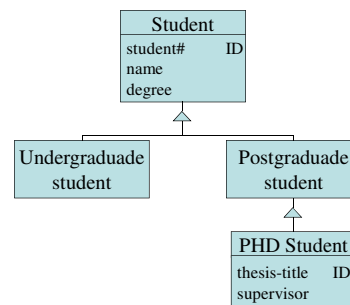 Student
student# ID
name
degree
Undergraduade
student
Postgraduade
student
PHD Student
thesis-title ID
supervisor